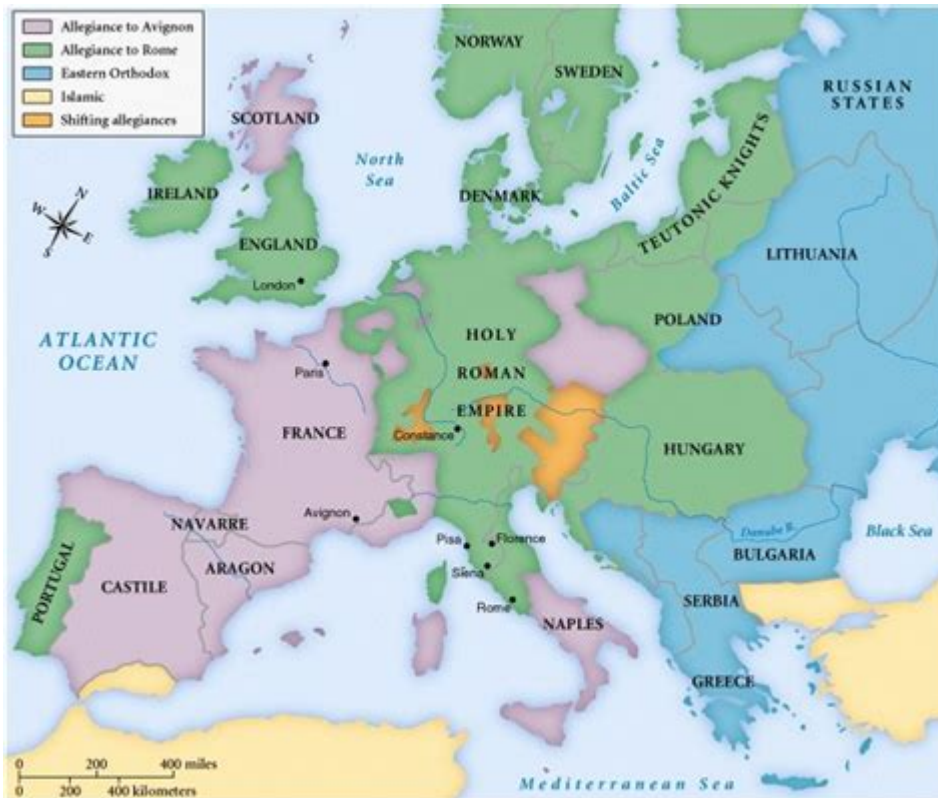 Allegiance to Avignon
Allegiance to Rome
Eastern Orthodox
Islamic
Shifting allegiances
NORWAY
SWEDEN
RUSSIAN
STATES
SCOTLAND
North
Sea
Baltic Sea
TEUTONIC KNIGHTS
IRELAND
DENMARK
N
W
E
S
ENGLAND
LITHUANIA
London
ATLANTIC
OCEAN
HOLY
POLAND
Paris
ROMAN
EMPIRE
FRANCE
Constance
HUNGARY
NAVARRE
Avignon
Danube R.
Black Sea
Pisa
Florence
BULGARIA
PORTUGAL
CASTILE
ARAGON
Siena
SERBIA
Rome
NAPLES
GREECE
0 200 400 miles
0 200 400 kilometers
Mediterranean Sea